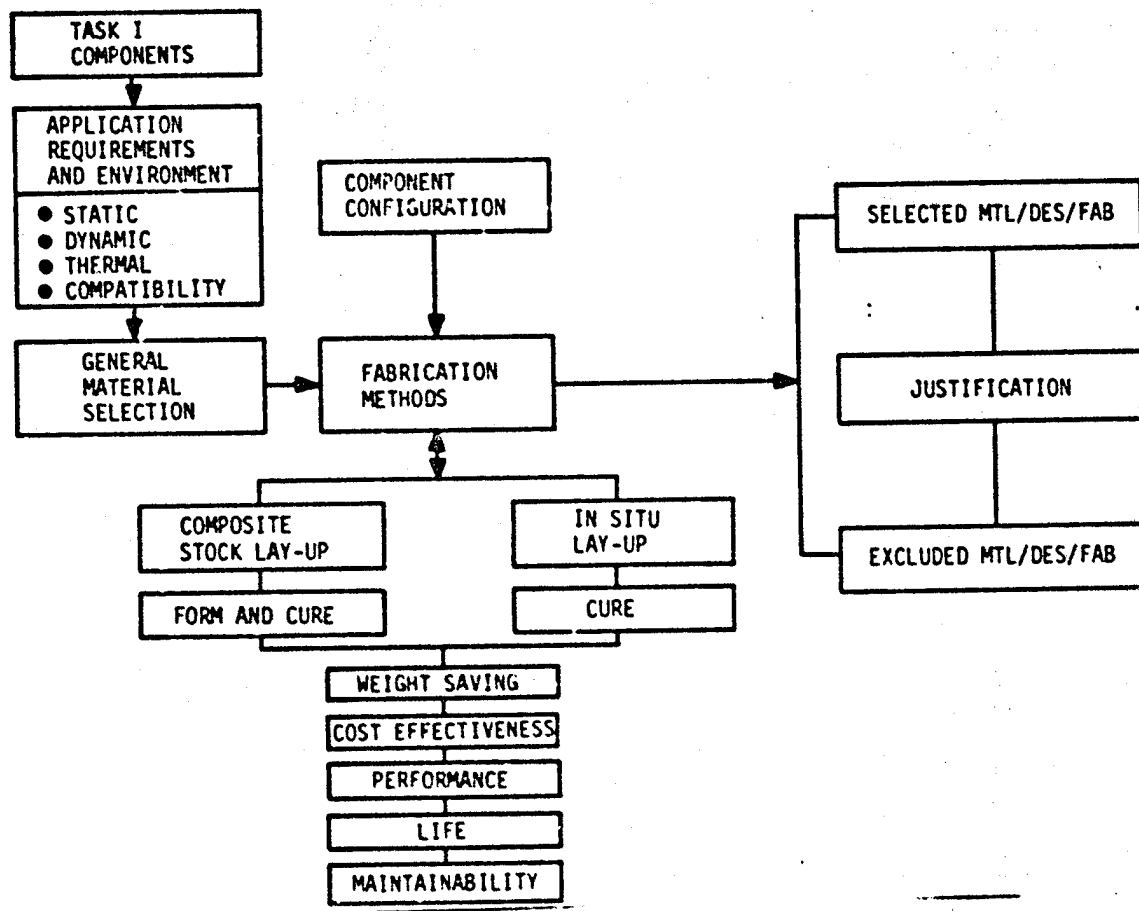 TASK I
COMPONENTS
APPLICATION
REQUIREMENTS
AND ENVIRONMENT
● STATIC
● DYNAMIC
● THERMAL
● COMPATIBILITY
GENERAL
MATERIAL
SELECTION
COMPONENT
CONFIGURATION
FABRICATION
METHODS
COMPOSITE
STOCK LAY-UP
FORM AND CURE
IN SITU
LAY-UP
CURE
WEIGHT SAVING
COST EFFECTIVENESS
PERFORMANCE
LIFE
MAINTAINABILITY
SELECTED MTL/DES/FAB
JUSTIFICATION
EXCLUDED MTL/DES/FAB